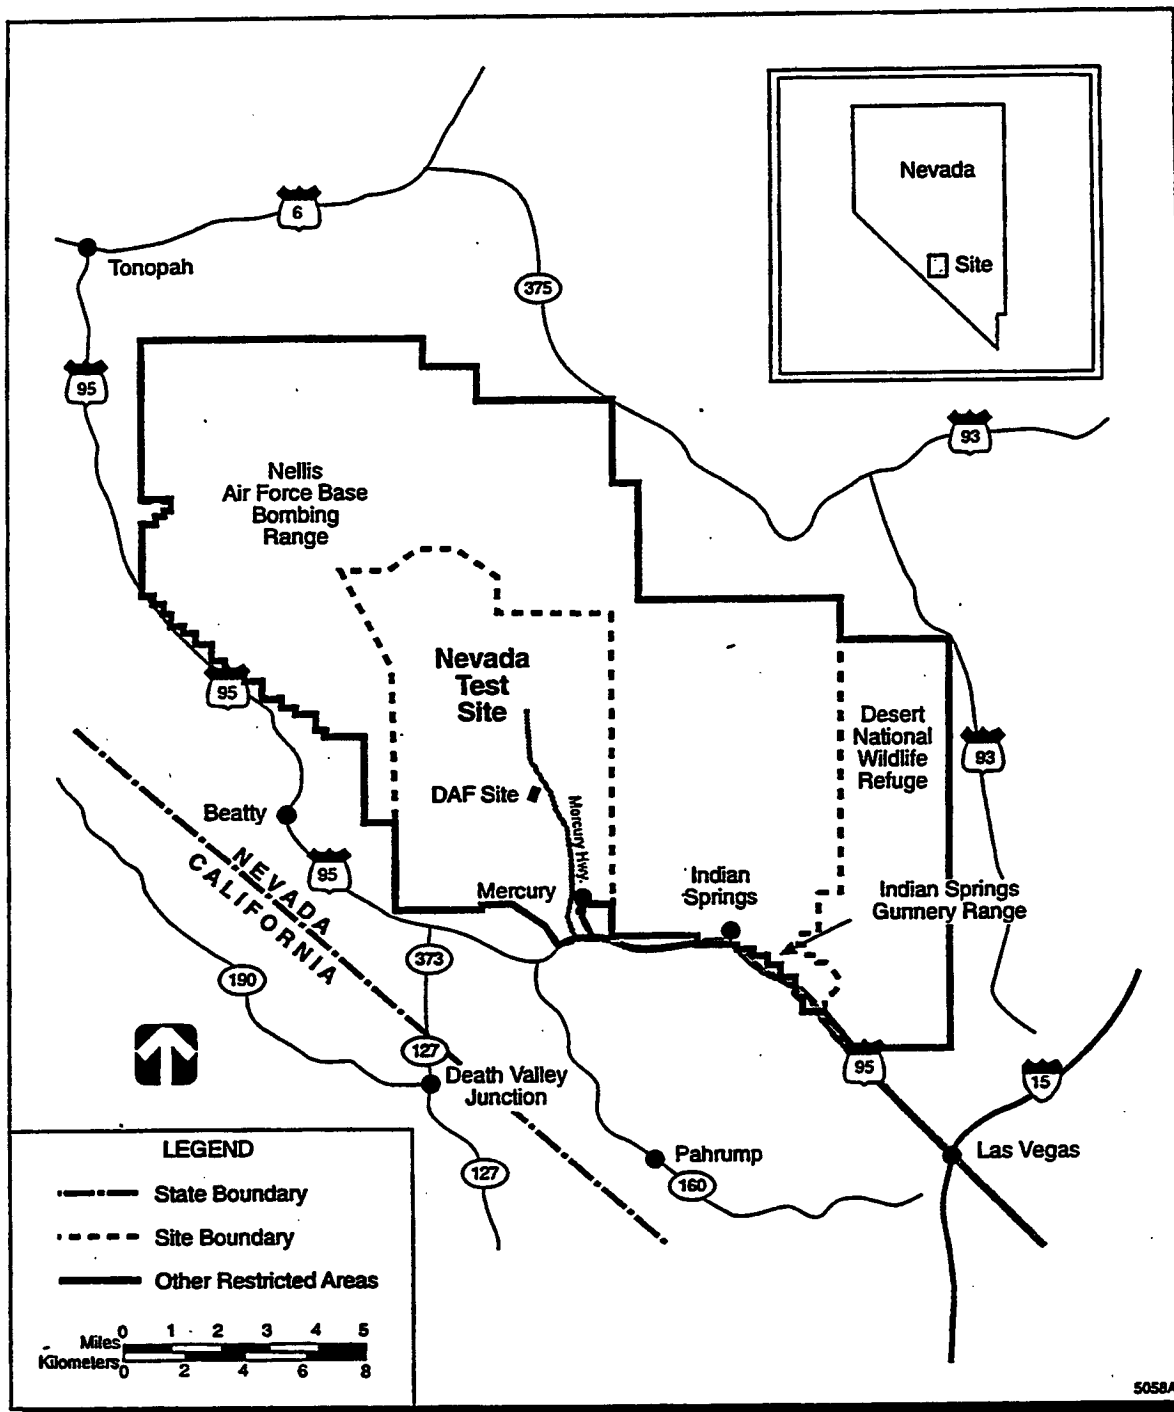 Nevada
Site
6
Tonopah
375
95
93
Nellis
Air Force Base
Bombing
Range
Nevada
Test
Site
95
Desert
National
Wildlife
Refuge
93
DAF Site
Mercury Hwy.
Beatty
95
NEVADA
CALIFORNIA
Mercury
Indian
Springs
Indian Springs
Gunnery Range
373
190
127
Death Valley
Junction
95
15
LEGEND
State Boundary
Site Boundary
Other Restricted Areas
127
Pahrump
160
Las Vegas
Miles
0 1 2 3 4 5
Kilometers
0 2 4 6 8
5058A